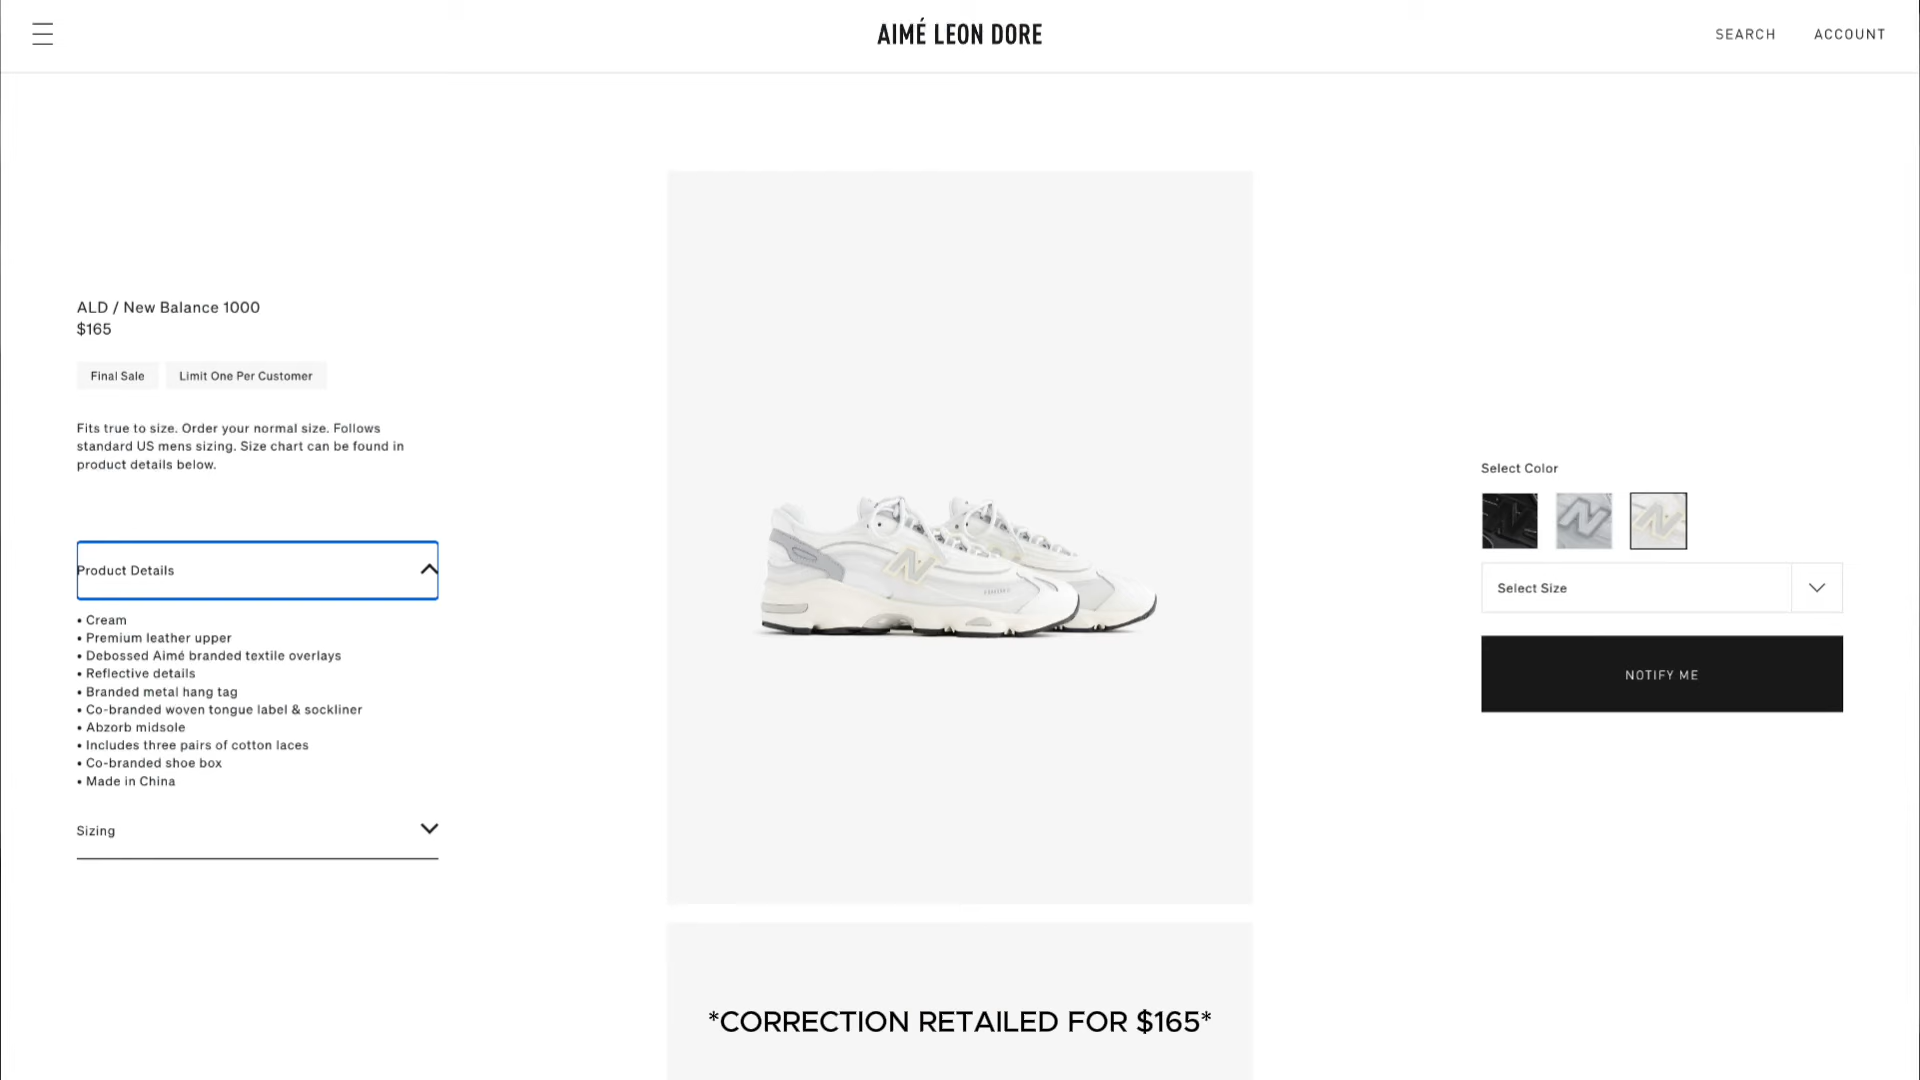 AIMÉ LEON DORE
SEARCH
ACCOUNT
ALD / New Balance 1000
$165
Final Sale
Limit One Per Customer
Fits true to size. Order your normal size. Follows
standard US mens sizing. Size chart can be found in
product details below.
Product Details
• Cream
• Premium leather upper
• Debossed Aimé branded textile overlays
• Reflective details
• Branded metal hang tag
• Co-branded woven tongue label & sockliner
• Abzorb midsole
• Includes three pairs of cotton laces
• Co-branded shoe box
• Made in China
Sizing
N
Select Color
N
N
N
Select Size
NOTIFY ME
*CORRECTION RETAILED FOR $165*